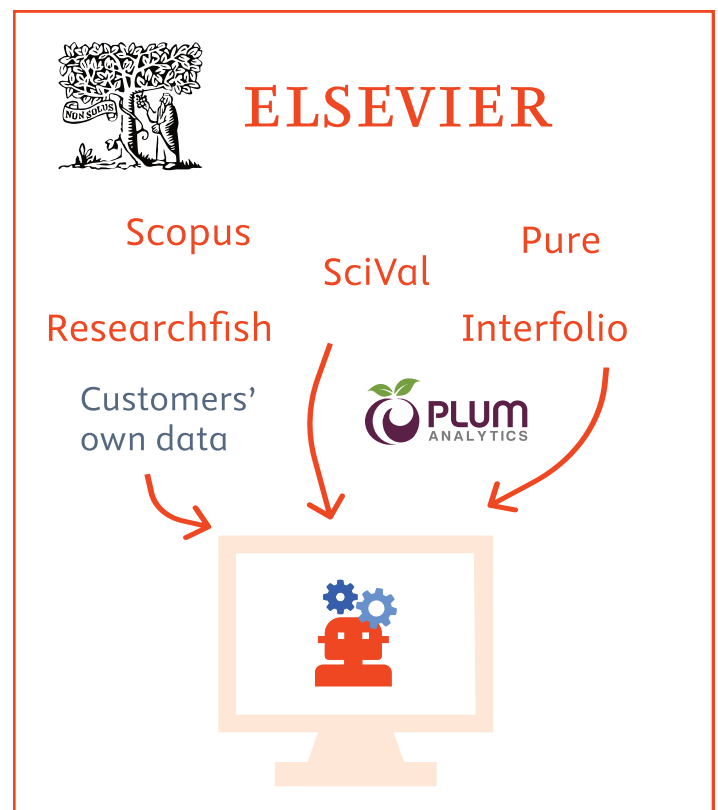 NON SOLUS
ELSEVIER
Scopus
Pure
SciVal
Researchfish
Interfolio
Customers’
own data
PLUM
ANALYTICS